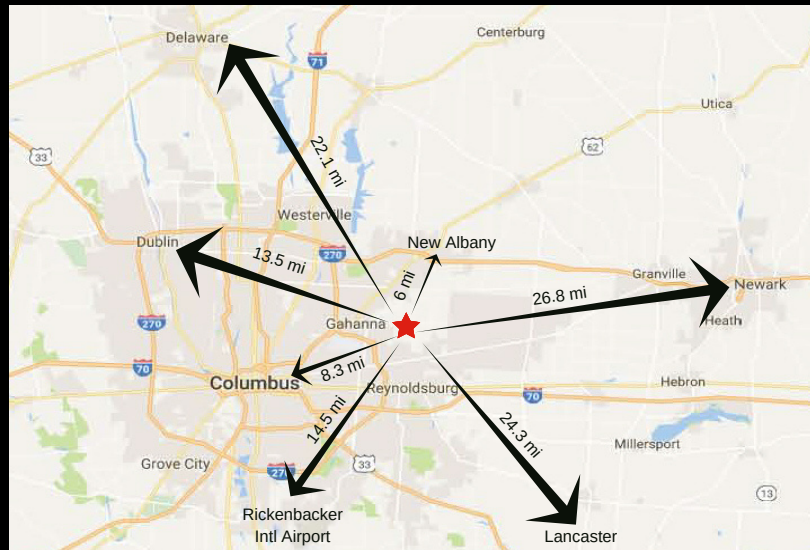 Delaware
Centerburg
71
Utica
33
62
22.1 mi
Westerville
Dublin
270
New Albany
13.5 mi
6 mi
Granville
Newark
26.8 mi
270
Gahanna
Heath
70
8.3 mi
Columbus
Reynoldsburg
Hebron
70
14.5 mi
24.3 mi
Millersport
Grove City
33
270
13
Rickenbacker
Intl Airport
Lancaster